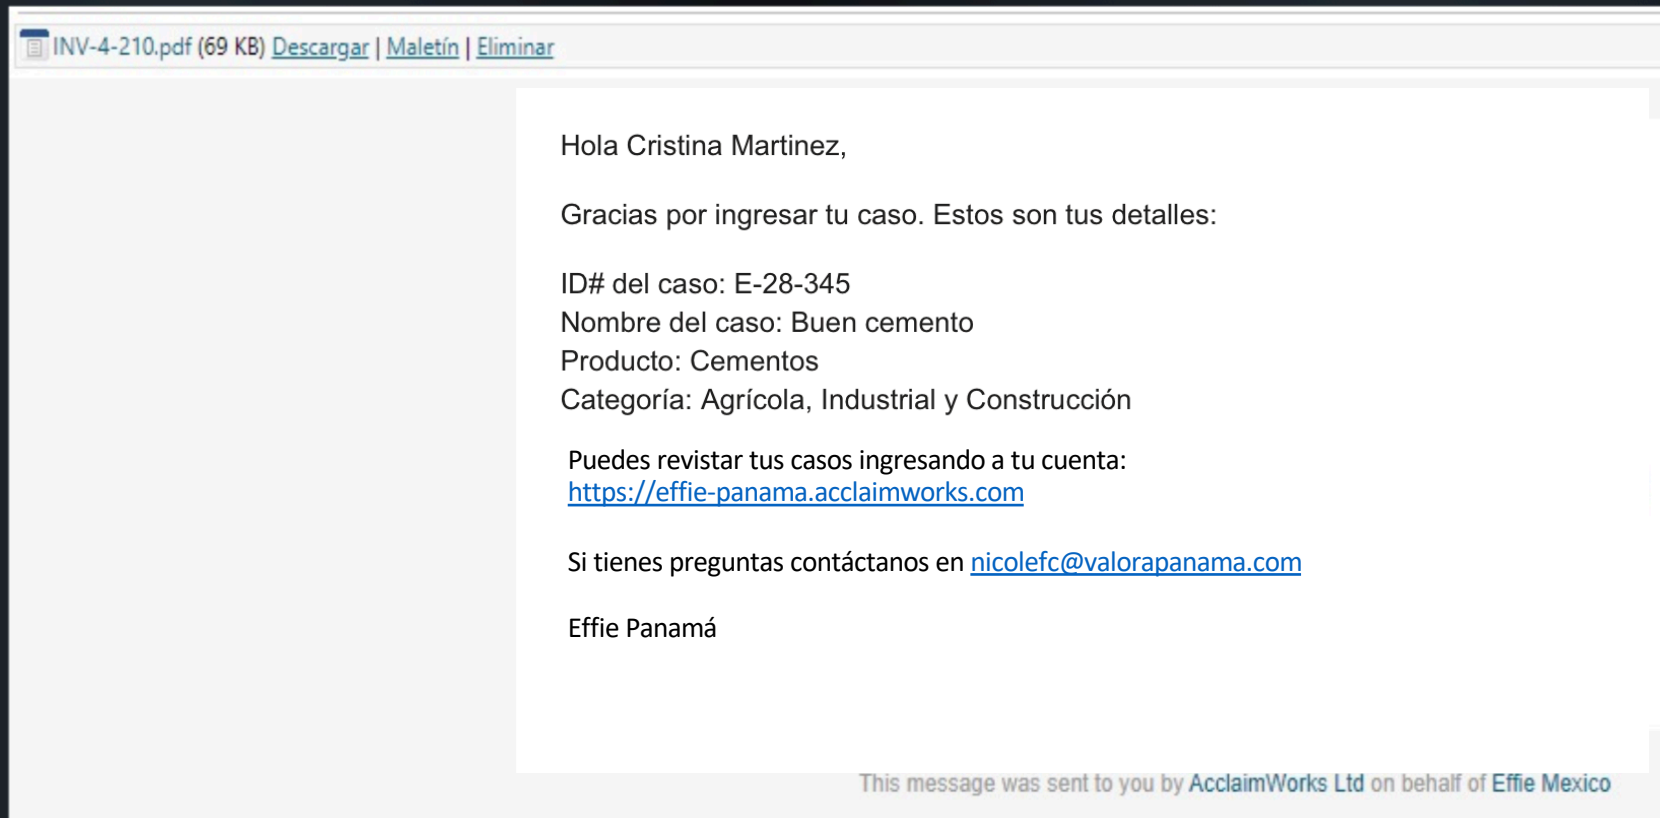 INV-4-210.pdf (69 KB) Descargar | Maletín | Eliminar
Hola Cristina Martinez,
Gracias por ingresar tu caso. Estos son tus detalles:
ID# del caso: E-28-345
Nombre del caso: Buen cemento
Producto: Cementos
Categoría: Agrícola, Industrial y Construcción
Puedes revistar tus casos ingresando a tu cuenta:
https://effie-panama.acclaimworks.com
Si tienes preguntas contáctanos en nicolefc@valorapanama.com
Effie Panamá
This message was sent to you by AcclaimWorks Ltd on behalf of Effie Mexico